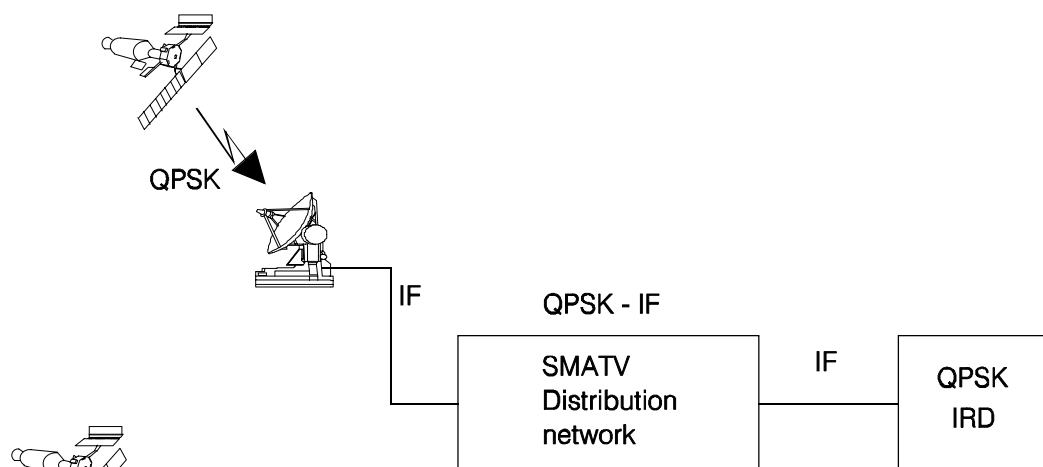 QPSK
IF
QPSK - IF
SMATV
Distribution
network
IF
QPSK
IRD